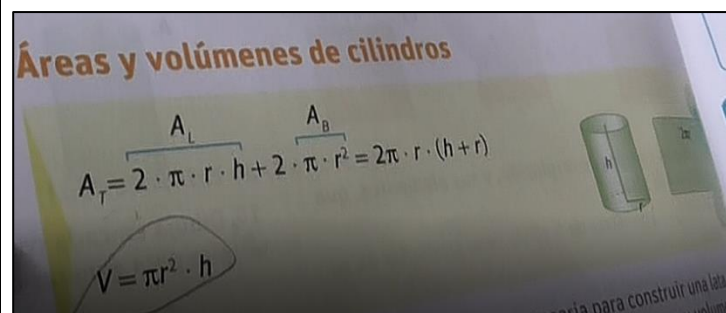 Áreas y volúmenes de cilindros
A_L A_B
A_T = 2 · π · r · h + 2 · π · r² = 2π · r · (h + r)
h
r
V = πr² · h
para construir una lata